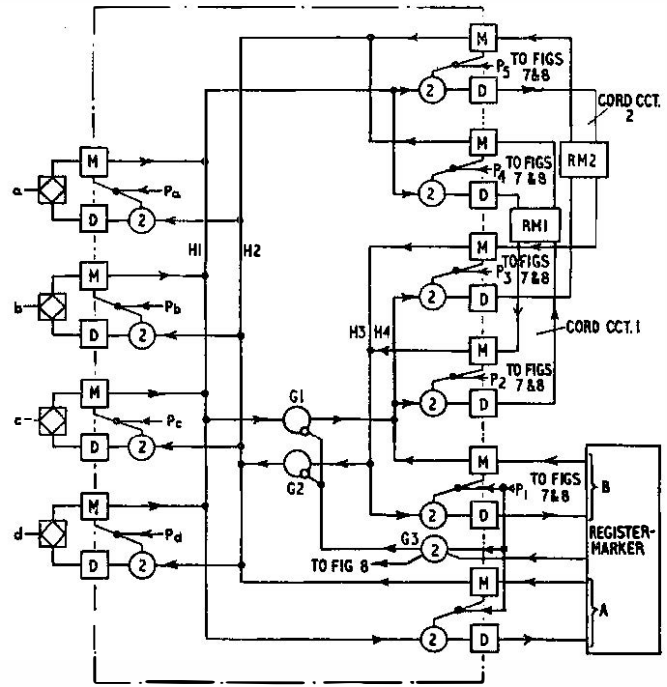 M
TO FIGS
7 & 8
P5
2
D
CORD CCT.
2
M
M
TO FIGS
7 & 8
P4
RM2
a
Pa
2
D
RM1
D
2
H1
H2
M
TO FIGS
7 & 8
P3
M
2
D
b
Pb
H3
H4
D
2
M
CORD CCT. 1
TO FIGS
7 & 8
P2
G1
M
2
D
c
Pc
D
2
M
G2
TO FIGS
7 & 8
P1
B
M
2
D
REGISTER-
MARKER
d
Pd
G3
2
D
2
TO FIG 8
M
A
2
D